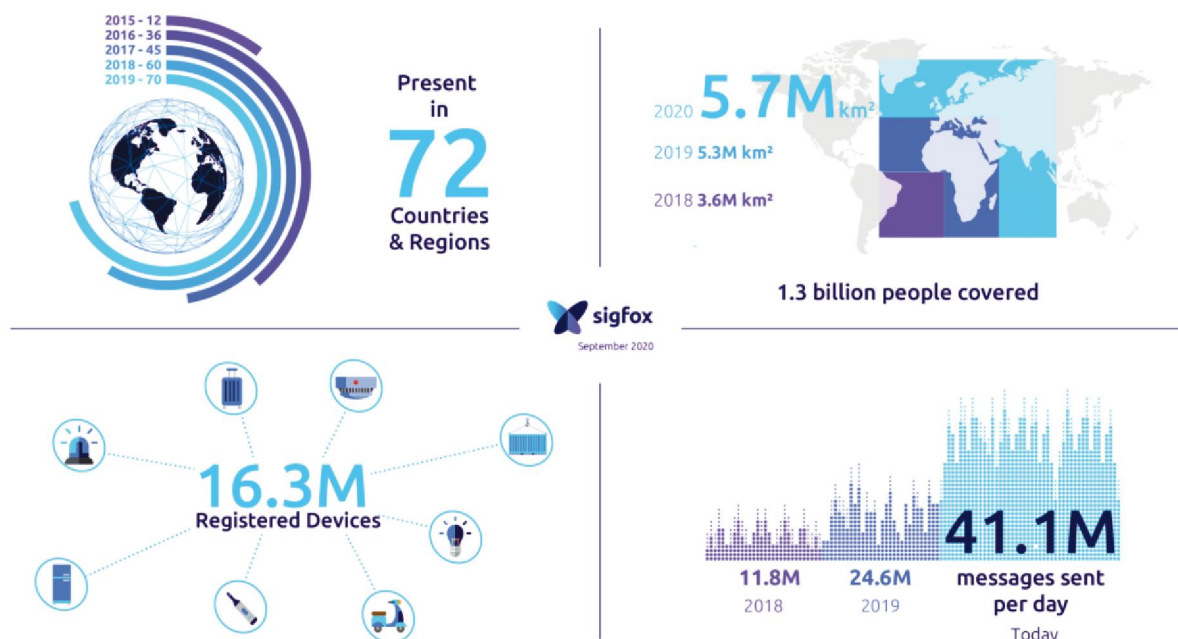 2015 - 12
2016 - 36
2017 - 45
2018 - 60
2019 - 70
Present
in
72
Countries
& Regions
2020 5.7M km²
2019 5.3M km²
2018 3.6M km²
1.3 billion people covered
sigfox
September 2020
16.3M
Registered Devices
41.1M
11.8M
2018
24.6M
2019
messages sent
per day
Today